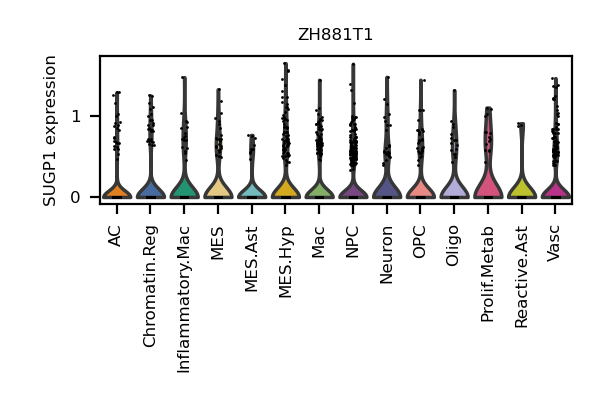 ZH881T1
SUGP1 expression
1
0
AC
Chromatin.Reg
Inflammatory.Mac
MES
MES.Ast
MES.Hyp
Mac
NPC
Neuron
OPC
Oligo
Prolif.Metab
Reactive.Ast
Vasc